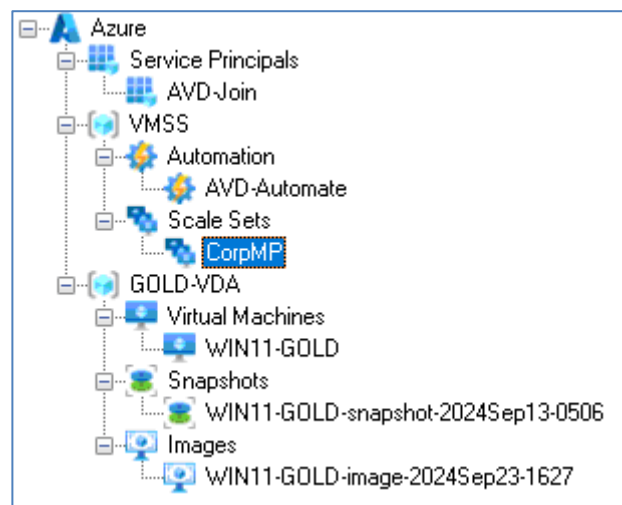 Azure
Service Principals
AVD-Join
VMSS
Automation
AVD-Automate
Scale Sets
CorpMP
GOLD-VDA
Virtual Machines
WIN11-GOLD
Snapshots
WIN11-GOLD-snapshot-2024Sep13-0506
Images
WIN11-GOLD-image-2024Sep23-1627